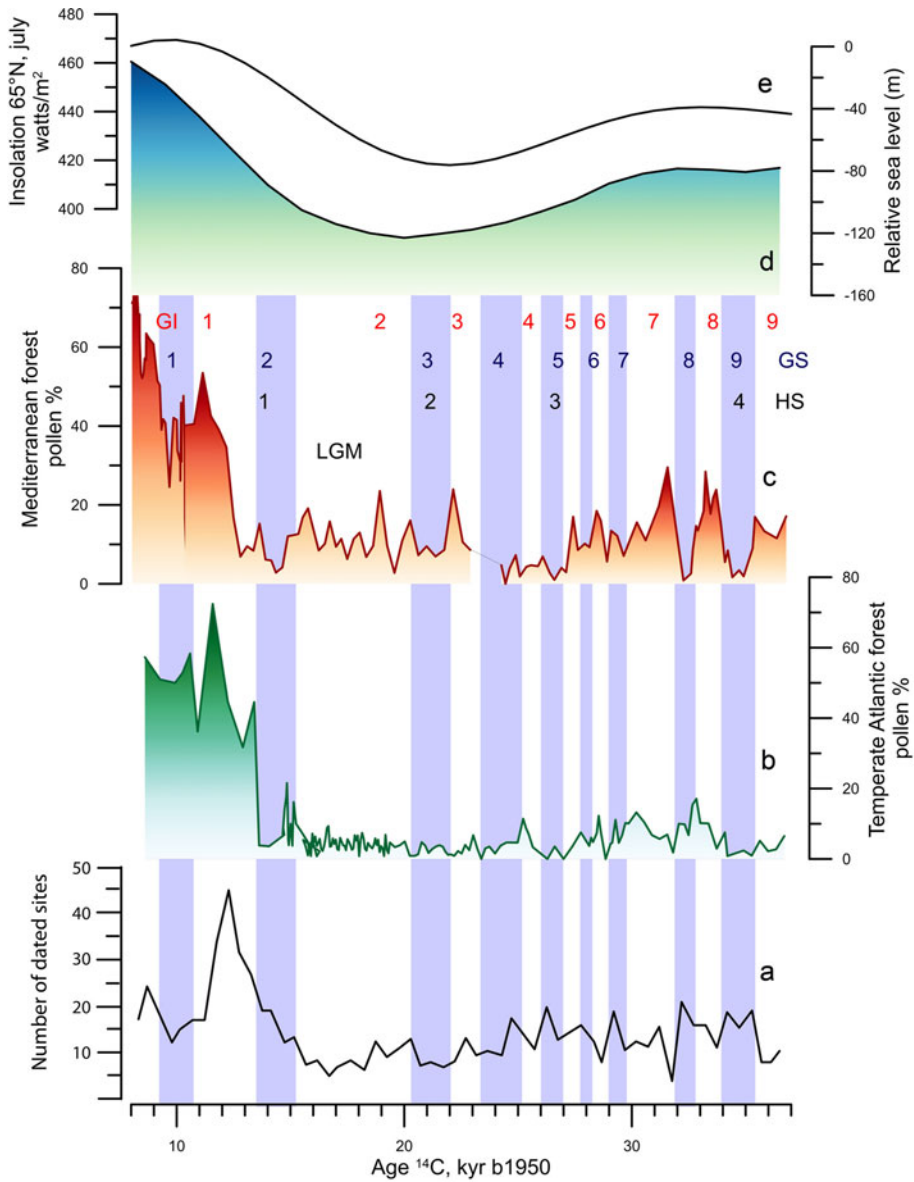 Insolation 65°N, july
watts/m²
480
460
440
420
400
e
d
0
-40
-80
-120
-160
Relative sea level (m)
Mediterranean forest
pollen %
80
60
40
20
0
GI 1 2 3 4 5 6 7 8 9
1 2 3 4 5 6 7 8 9 GS
1 2 3 4 HS
LGM
c
b
80
60
40
20
0
Temperate Atlantic forest
pollen %
Number of dated sites
50
40
30
20
10
a
10 20 30
Age ¹⁴C, kyr b1950